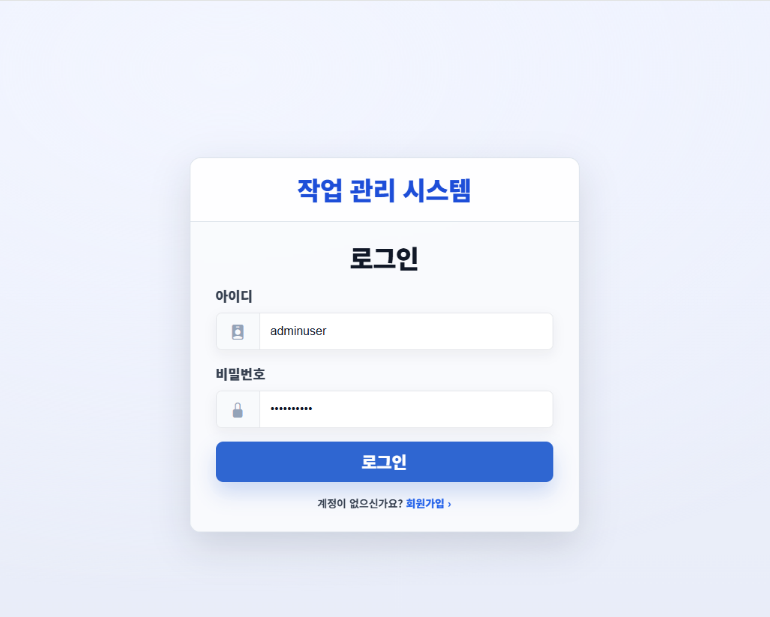 작업 관리 시스템
로그인
아이디
adminuser
비밀번호
••••••••••
로그인
계정이 없으신가요? 회원가입 ›